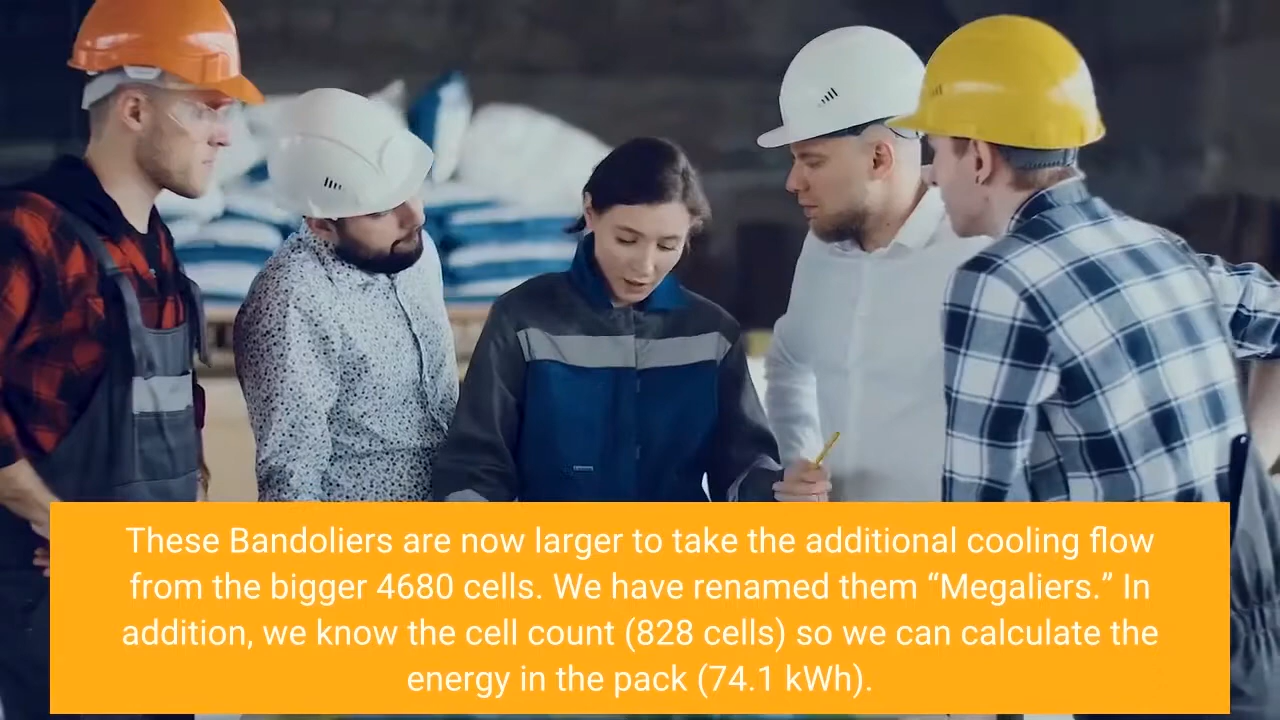 These Bandoliers are now larger to take the additional cooling flow
from the bigger 4680 cells. We have renamed them “Megaliers.” In
addition, we know the cell count (828 cells) so we can calculate the
energy in the pack (74.1 kWh).